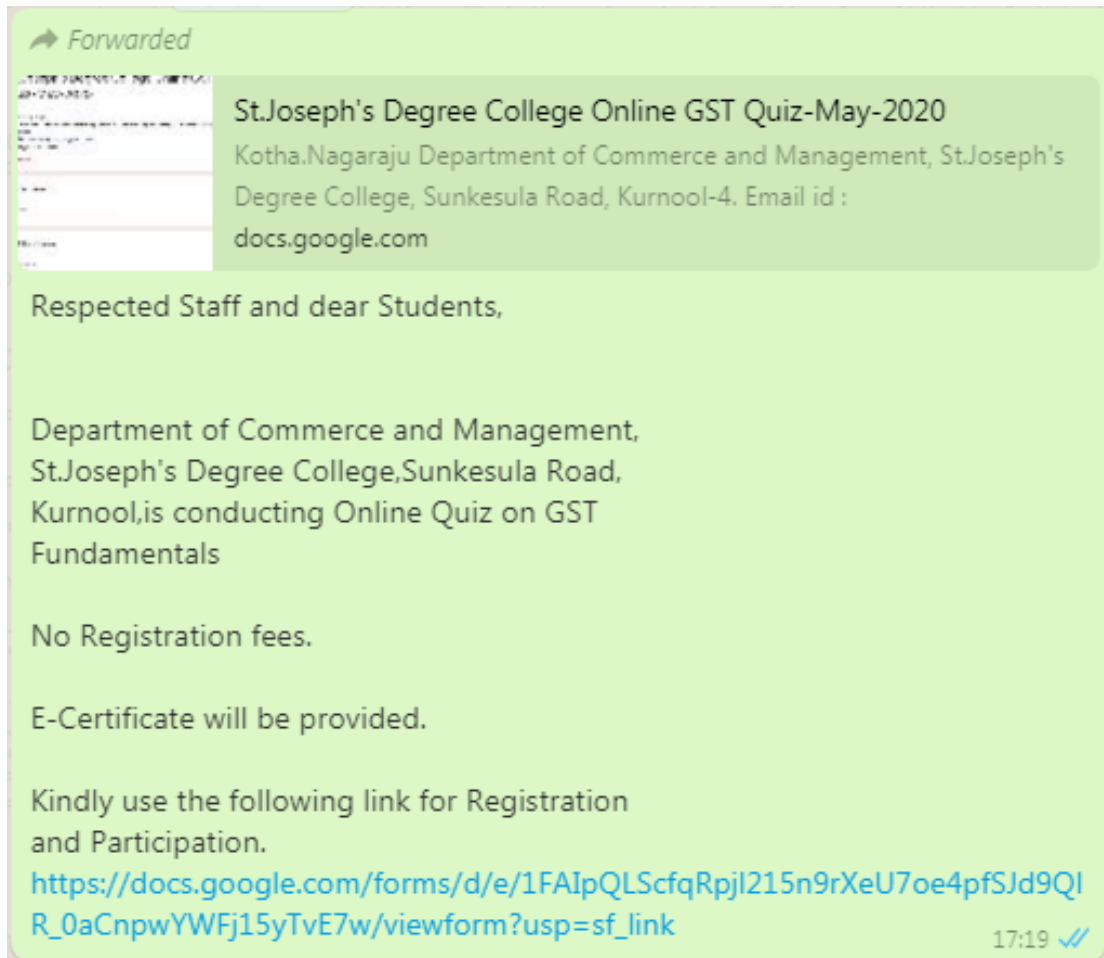 Forwarded
St.Joseph's Degree College Online GST Quiz-May-2020
Kotha.Nagaraju Department of Commerce and Management, St.Joseph's
Degree College, Sunkesula Road, Kurnool-4. Email id :
docs.google.com
Respected Staff and dear Students,
Department of Commerce and Management,
St.Joseph's Degree College,Sunkesula Road,
Kurnool,is conducting Online Quiz on GST
Fundamentals
No Registration fees.
E-Certificate will be provided.
Kindly use the following link for Registration
and Participation.
https://docs.google.com/forms/d/e/1FAIpQLScfqRpjl215n9rXeU7oe4pfSJd9QI
R_0aCnpwYWFj15yTvE7w/viewform?usp=sf_link
17:19